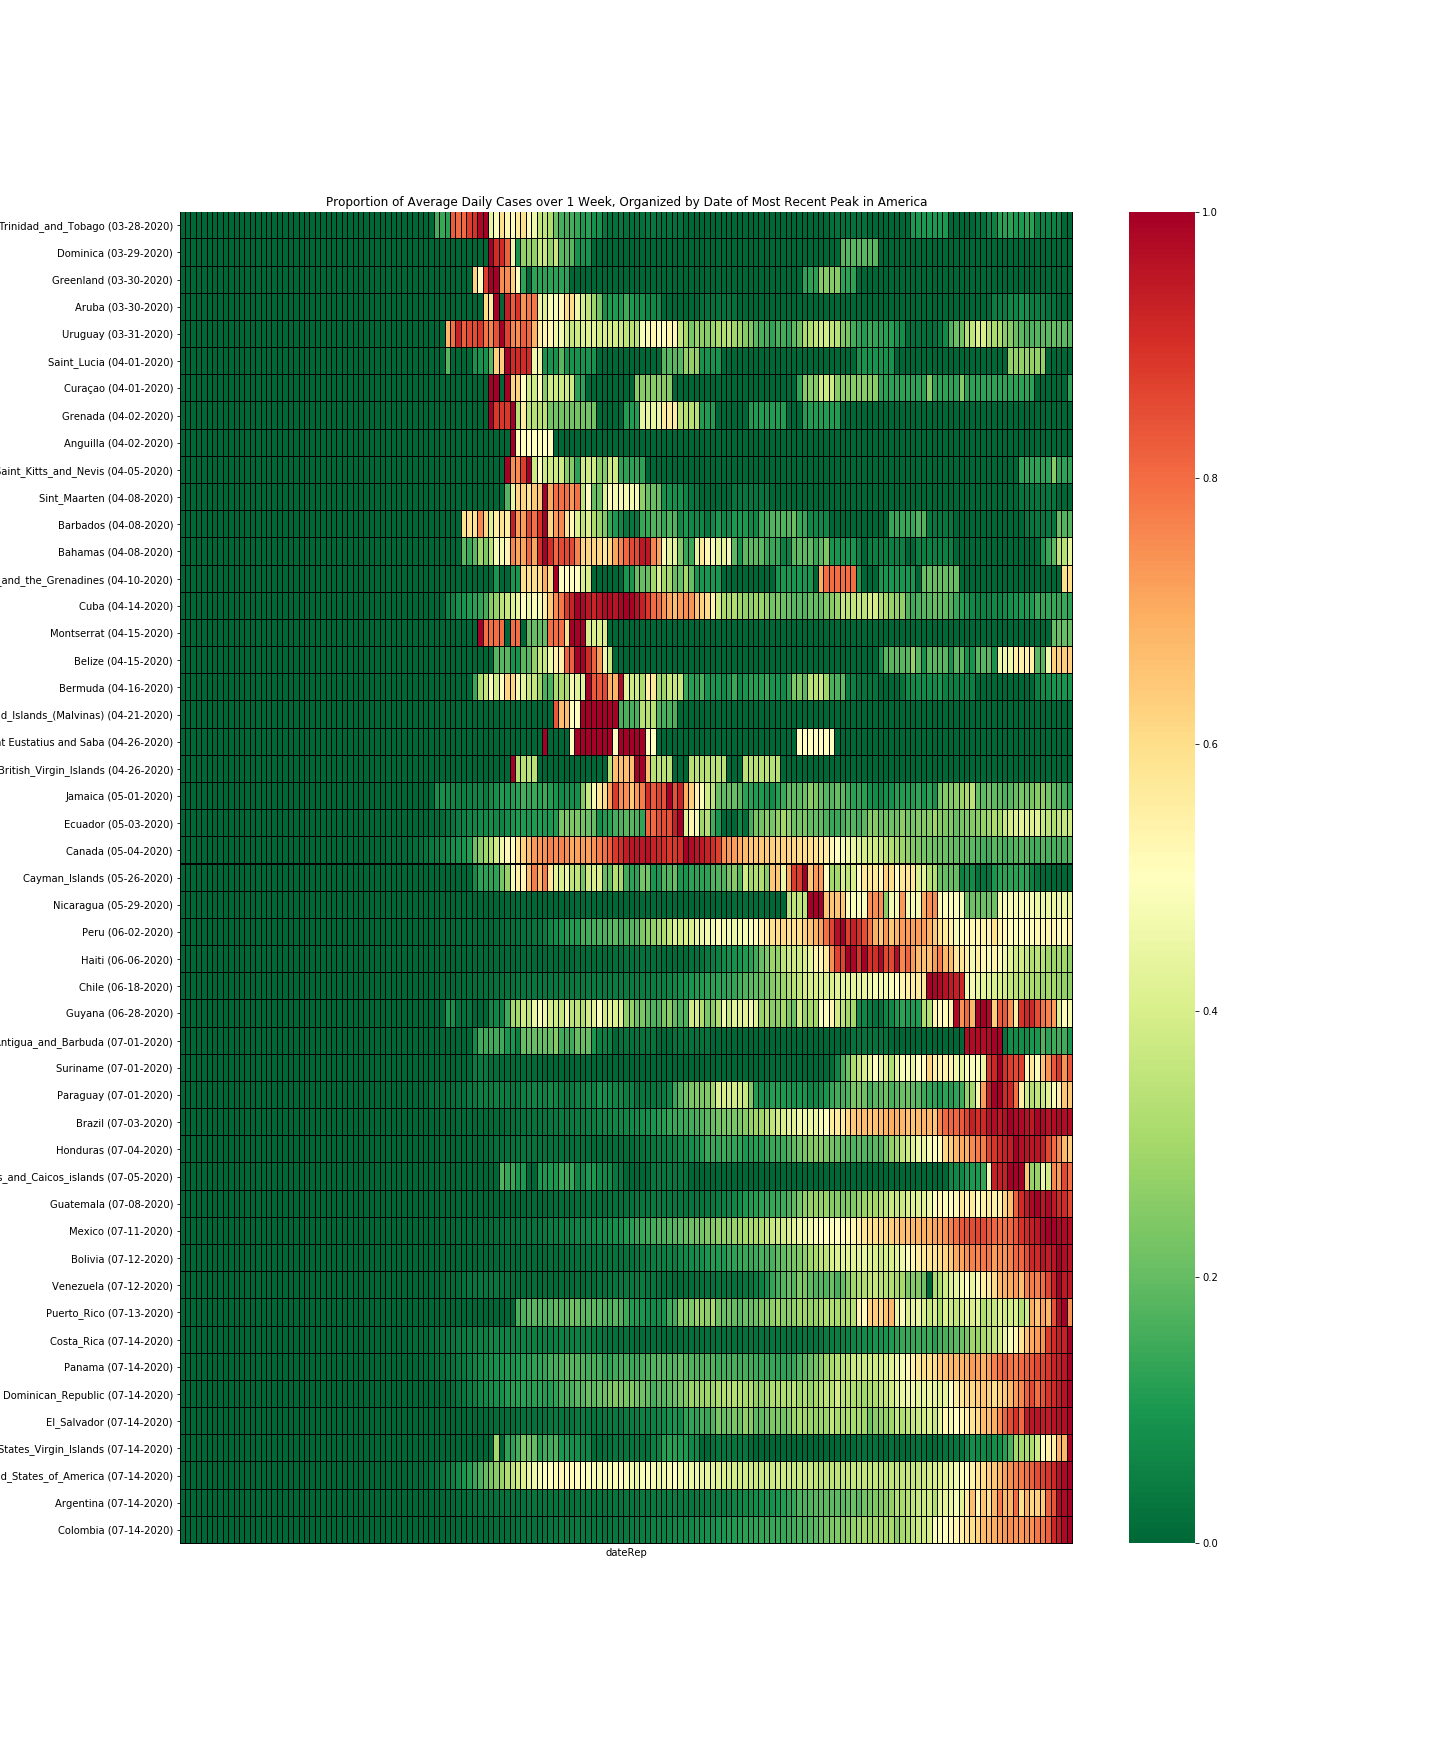 Proportion of Average Daily Cases over 1 Week, Organized by Date of Most Recent Peak in America
Trinidad_and_Tobago (03-28-2020)
Dominica (03-29-2020)
Greenland (03-30-2020)
Aruba (03-30-2020)
Uruguay (03-31-2020)
Saint_Lucia (04-01-2020)
Curaçao (04-01-2020)
Grenada (04-02-2020)
Anguilla (04-02-2020)
Saint_Kitts_and_Nevis (04-05-2020)
Sint_Maarten (04-08-2020)
Barbados (04-08-2020)
Bahamas (04-08-2020)
_and_the_Grenadines (04-10-2020)
Cuba (04-14-2020)
Montserrat (04-15-2020)
Belize (04-15-2020)
Bermuda (04-16-2020)
d_Islands_(Malvinas) (04-21-2020)
t Eustatius and Saba (04-26-2020)
British_Virgin_Islands (04-26-2020)
Jamaica (05-01-2020)
Ecuador (05-03-2020)
Canada (05-04-2020)
Cayman_Islands (05-26-2020)
Nicaragua (05-29-2020)
Peru (06-02-2020)
Haiti (06-06-2020)
Chile (06-18-2020)
Guyana (06-28-2020)
Antigua_and_Barbuda (07-01-2020)
Suriname (07-01-2020)
Paraguay (07-01-2020)
Brazil (07-03-2020)
Honduras (07-04-2020)
s_and_Caicos_islands (07-05-2020)
Guatemala (07-08-2020)
Mexico (07-11-2020)
Bolivia (07-12-2020)
Venezuela (07-12-2020)
Puerto_Rico (07-13-2020)
Costa_Rica (07-14-2020)
Panama (07-14-2020)
Dominican_Republic (07-14-2020)
El_Salvador (07-14-2020)
States_Virgin_Islands (07-14-2020)
d_States_of_America (07-14-2020)
Argentina (07-14-2020)
Colombia (07-14-2020)
dateRep
1.0
0.8
0.6
0.4
0.2
0.0